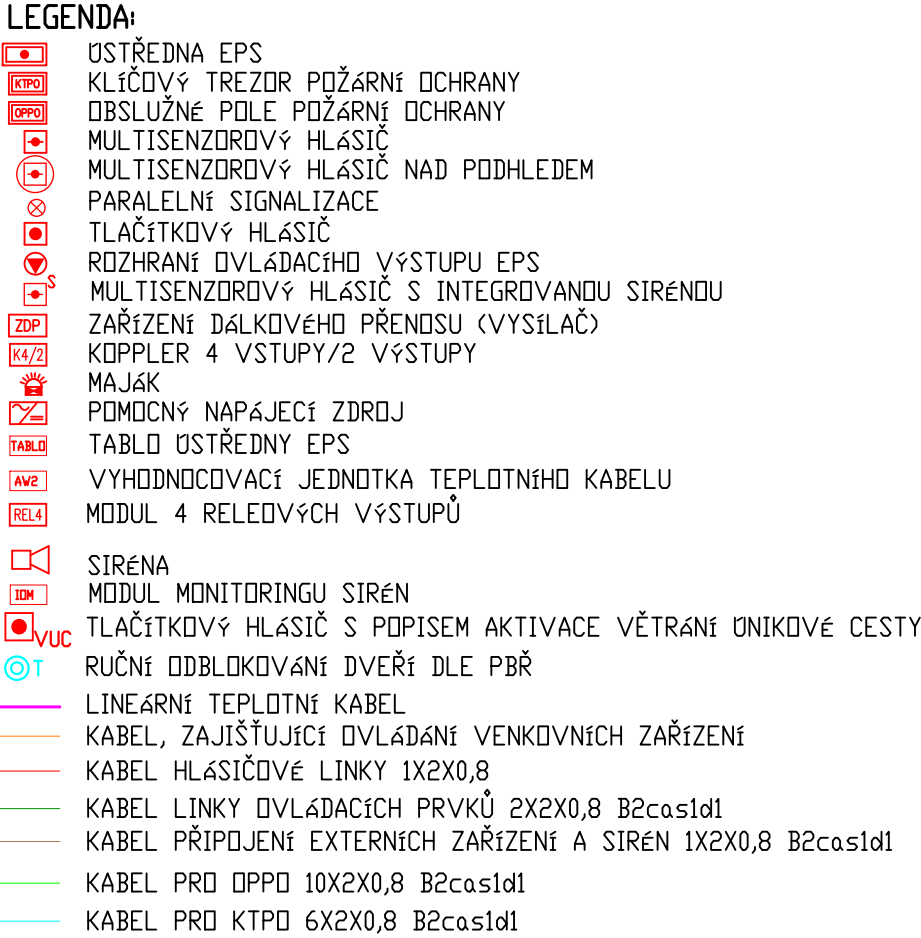 LEGENDA:
ÚSTŘEDNA EPS
KTPO KLÍČOVÝ TREZOR POŽÁRNÍ OCHRANY
OPPO OBSLUŽNÉ POLE POŽÁRNÍ OCHRANY
MULTISENZOROVÝ HLÁSIČ
MULTISENZOROVÝ HLÁSIČ NAD PODHLEDEM
PARALELNÍ SIGNALIZACE
TLAČÍTKOVÝ HLÁSIČ
ROZHRANÍ OVLÁDACÍHO VÝSTUPU EPS
S MULTISENZOROVÝ HLÁSIČ S INTEGROVANOU SIRÉNOU
ZDP ZAŘÍZENÍ DÁLKOVÉHO PŘENOSU (VYSÍLAČ)
K4/2 KOPPLER 4 VSTUPY/2 VÝSTUPY
MAJÁK
POMOCNÝ NAPÁJECÍ ZDROJ
TABLO TABLO ÚSTŘEDNY EPS
AW2 VYHODNOCOVACÍ JEDNOTKA TEPLOTNÍHO KABELU
REL4 MODUL 4 RELEOVÝCH VÝSTUPŮ
SIRÉNA
IOM MODUL MONITORINGU SIRÉN
VUC TLAČÍTKOVÝ HLÁSIČ S POPISEM AKTIVACE VĚTRÁNÍ ÚNIKOVÉ CESTY
T RUČNÍ ODBLOKOVÁNÍ DVEŘÍ DLE PBŘ
LINEÁRNÍ TEPLOTNÍ KABEL
KABEL, ZAJIŠŤUJÍCÍ OVLÁDÁNÍ VENKOVNÍCH ZAŘÍZENÍ
KABEL HLÁSIČOVÉ LINKY 1X2X0,8
KABEL LINKY OVLÁDACÍCH PRVKŮ 2X2X0,8 B2cas1d1
KABEL PŘIPOJENÍ EXTERNÍCH ZAŘÍZENÍ A SIRÉN 1X2X0,8 B2cas1d1
KABEL PRO OPPO 10X2X0,8 B2cas1d1
KABEL PRO KTPO 6X2X0,8 B2cas1d1